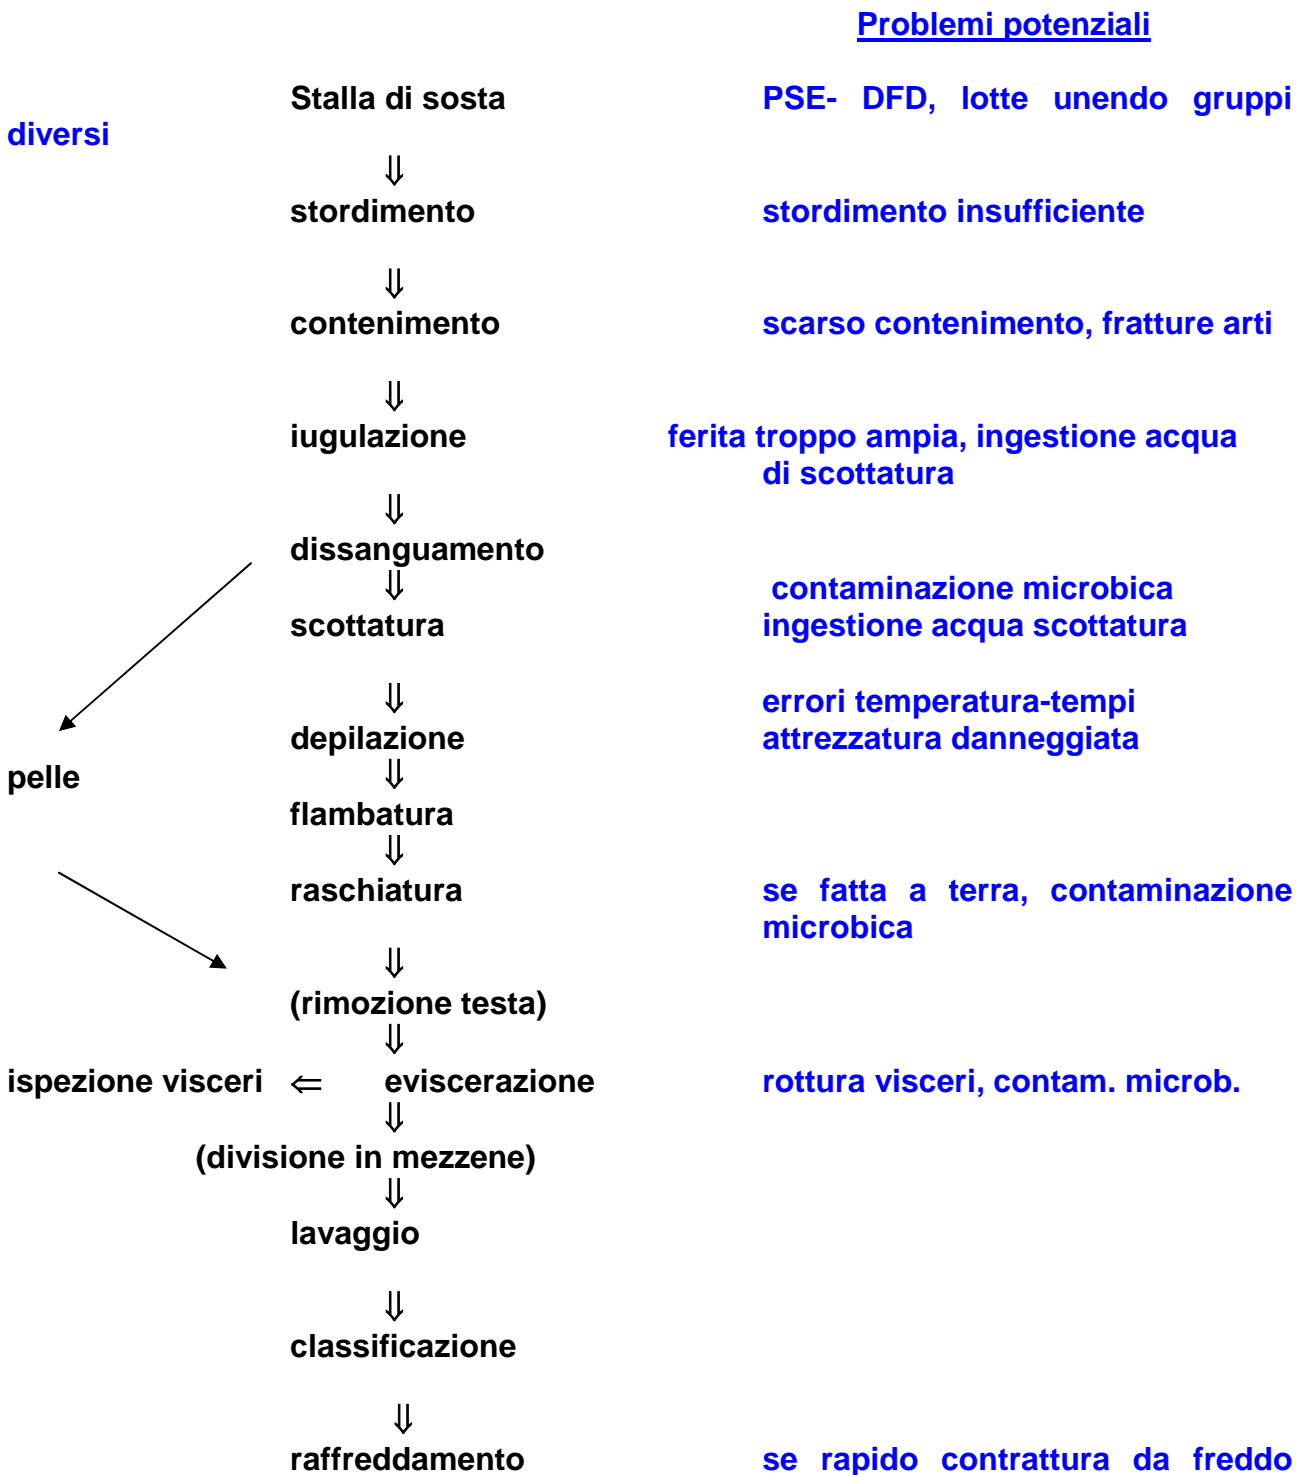 Problemi potenziali
Stalla di sosta PSE- DFD, lotte unendo gruppi
diversi
⇓
stordimento stordimento insufficiente
⇓
contenimento scarso contenimento, fratture arti
⇓
iugulazione ferita troppo ampia, ingestione acqua
di scottatura
⇓
dissanguamento
⇓ contaminazione microbica
scottatura ingestione acqua scottatura
⇓ errori temperatura-tempi
depilazione attrezzatura danneggiata
pelle ⇓
flambatura
⇓
raschiatura se fatta a terra, contaminazione
microbica
⇓
(rimozione testa)
⇓
ispezione visceri ⇐ eviscerazione rottura visceri, contam. microb.
⇓
(divisione in mezzene)
⇓
lavaggio
⇓
classificazione
⇓
raffreddamento se rapido contrattura da freddo